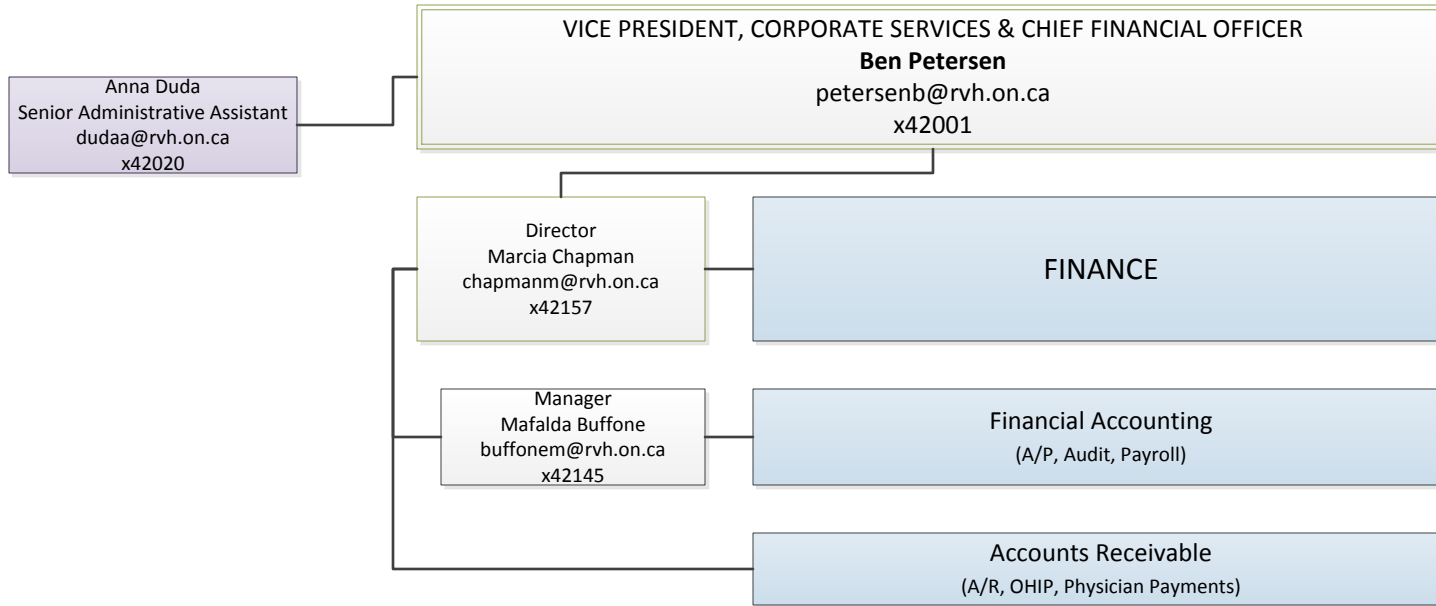 VICE PRESIDENT, CORPORATE SERVICES & CHIEF FINANCIAL OFFICER
Ben Petersen
petersenb@rvh.on.ca
x42001
Anna Duda
Senior Administrative Assistant
dudaa@rvh.on.ca
x42020
Director
Marcia Chapman
chapmanm@rvh.on.ca
x42157
FINANCE
Manager
Mafalda Buffone
buffonem@rvh.on.ca
x42145
Financial Accounting
(A/P, Audit, Payroll)
Accounts Receivable
(A/R, OHIP, Physician Payments)